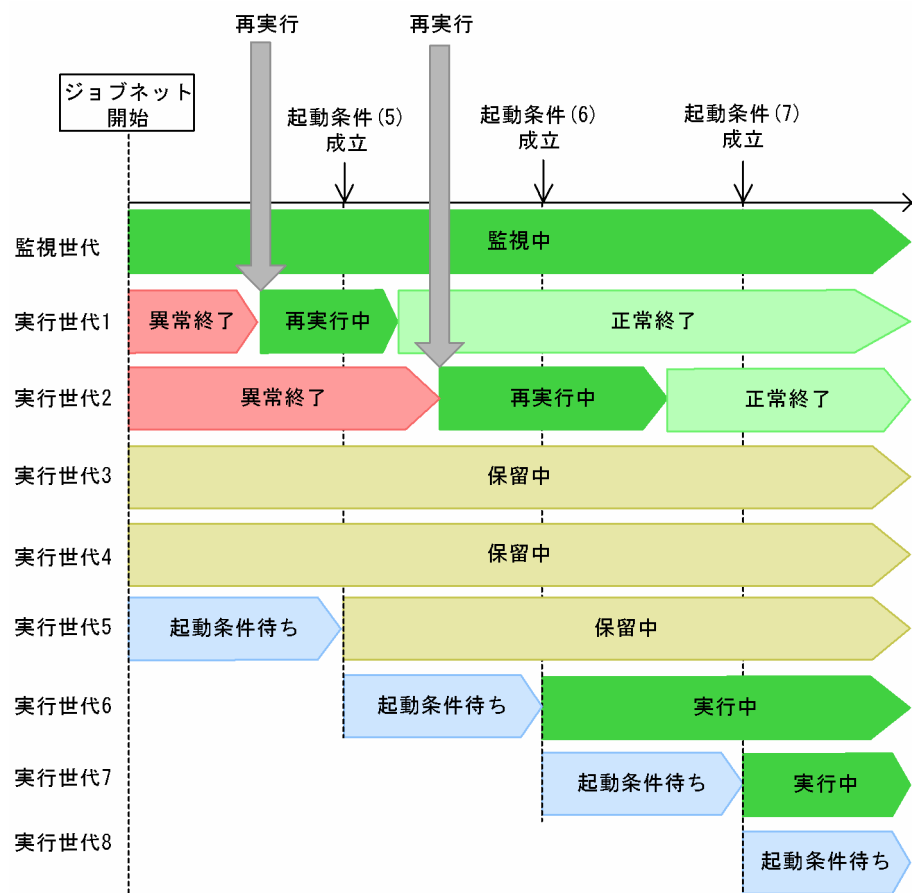 再実行
再実行
ジョブネット
開始
起動条件(5)
成立
起動条件(6)
成立
起動条件(7)
成立
監視世代
監視中
実行世代1
異常終了
再実行中
正常終了
実行世代2
異常終了
再実行中
正常終了
実行世代3
保留中
実行世代4
保留中
実行世代5
起動条件待ち
保留中
実行世代6
起動条件待ち
実行中
実行世代7
起動条件待ち
実行中
実行世代8
起動条件待ち